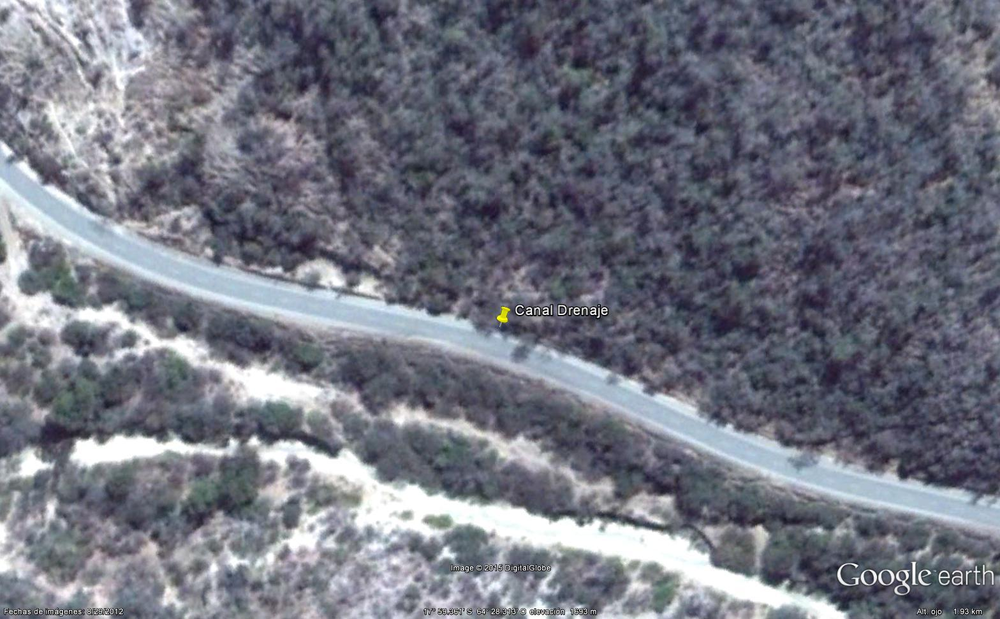 Canal Drenaje
Image © 2015 DigitalGlobe
Google earth
Fechas de imágenes: 8/29/2012 17° 59.361' S 64° 28.313' O elevación 1693 m Alt. ojo 1.93 km